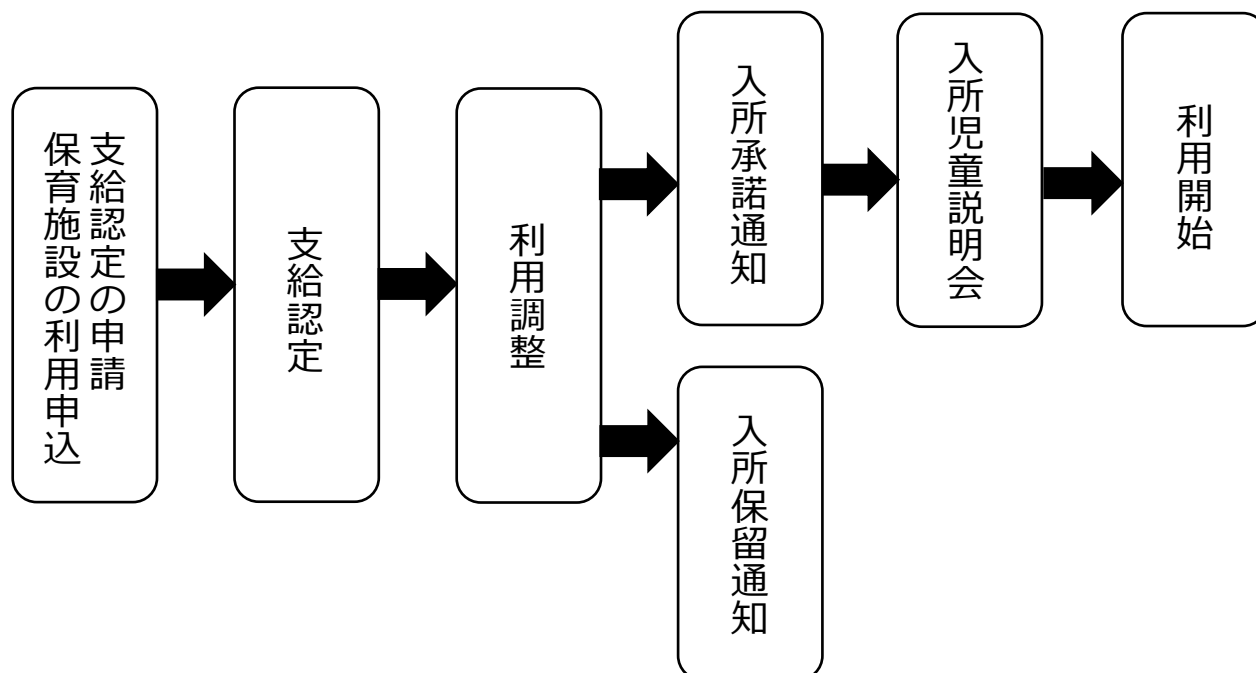 支給認定の申請
保育施設の利用申込
支給認定
利用調整
入所承諾通知
入所児童説明会
利用開始
入所保留通知